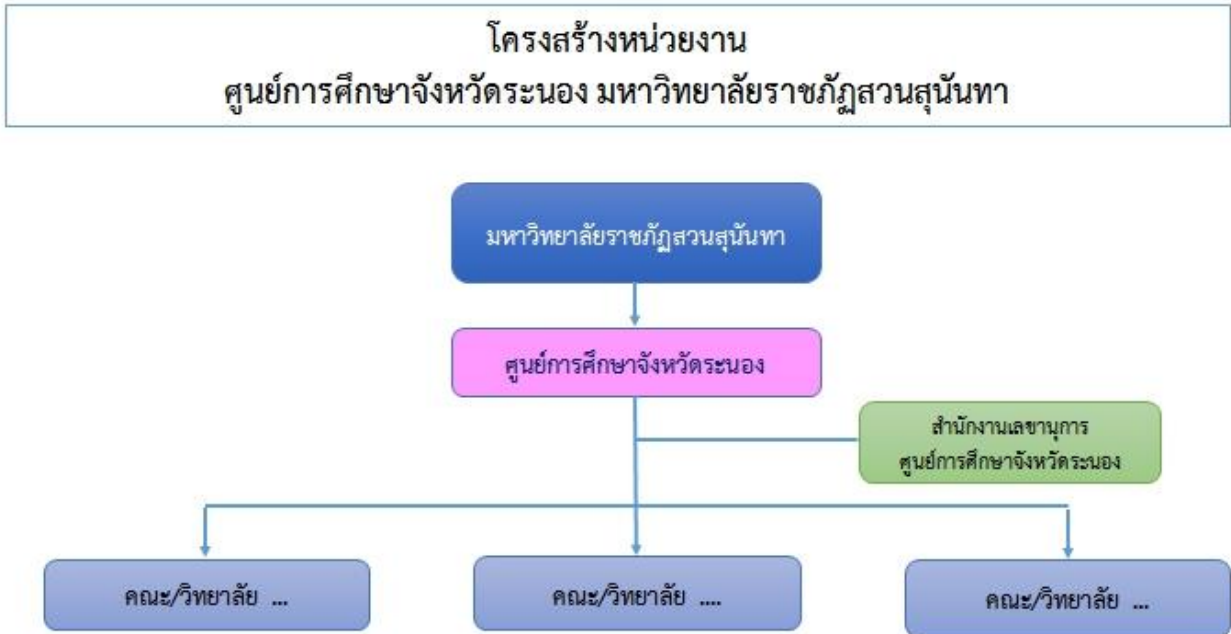 โครงสร้างหน่วยงาน
ศูนย์การศึกษาจังหวัดระนอง มหาวิทยาลัยราชภัฏสวนสุนันทา
มหาวิทยาลัยราชภัฏสวนสุนันทา
ศูนย์การศึกษาจังหวัดระนอง
สำนักงานเลขานุการ
ศูนย์การศึกษาจังหวัดระนอง
คณะ/วิทยาลัย ...
คณะ/วิทยาลัย ....
คณะ/วิทยาลัย ...